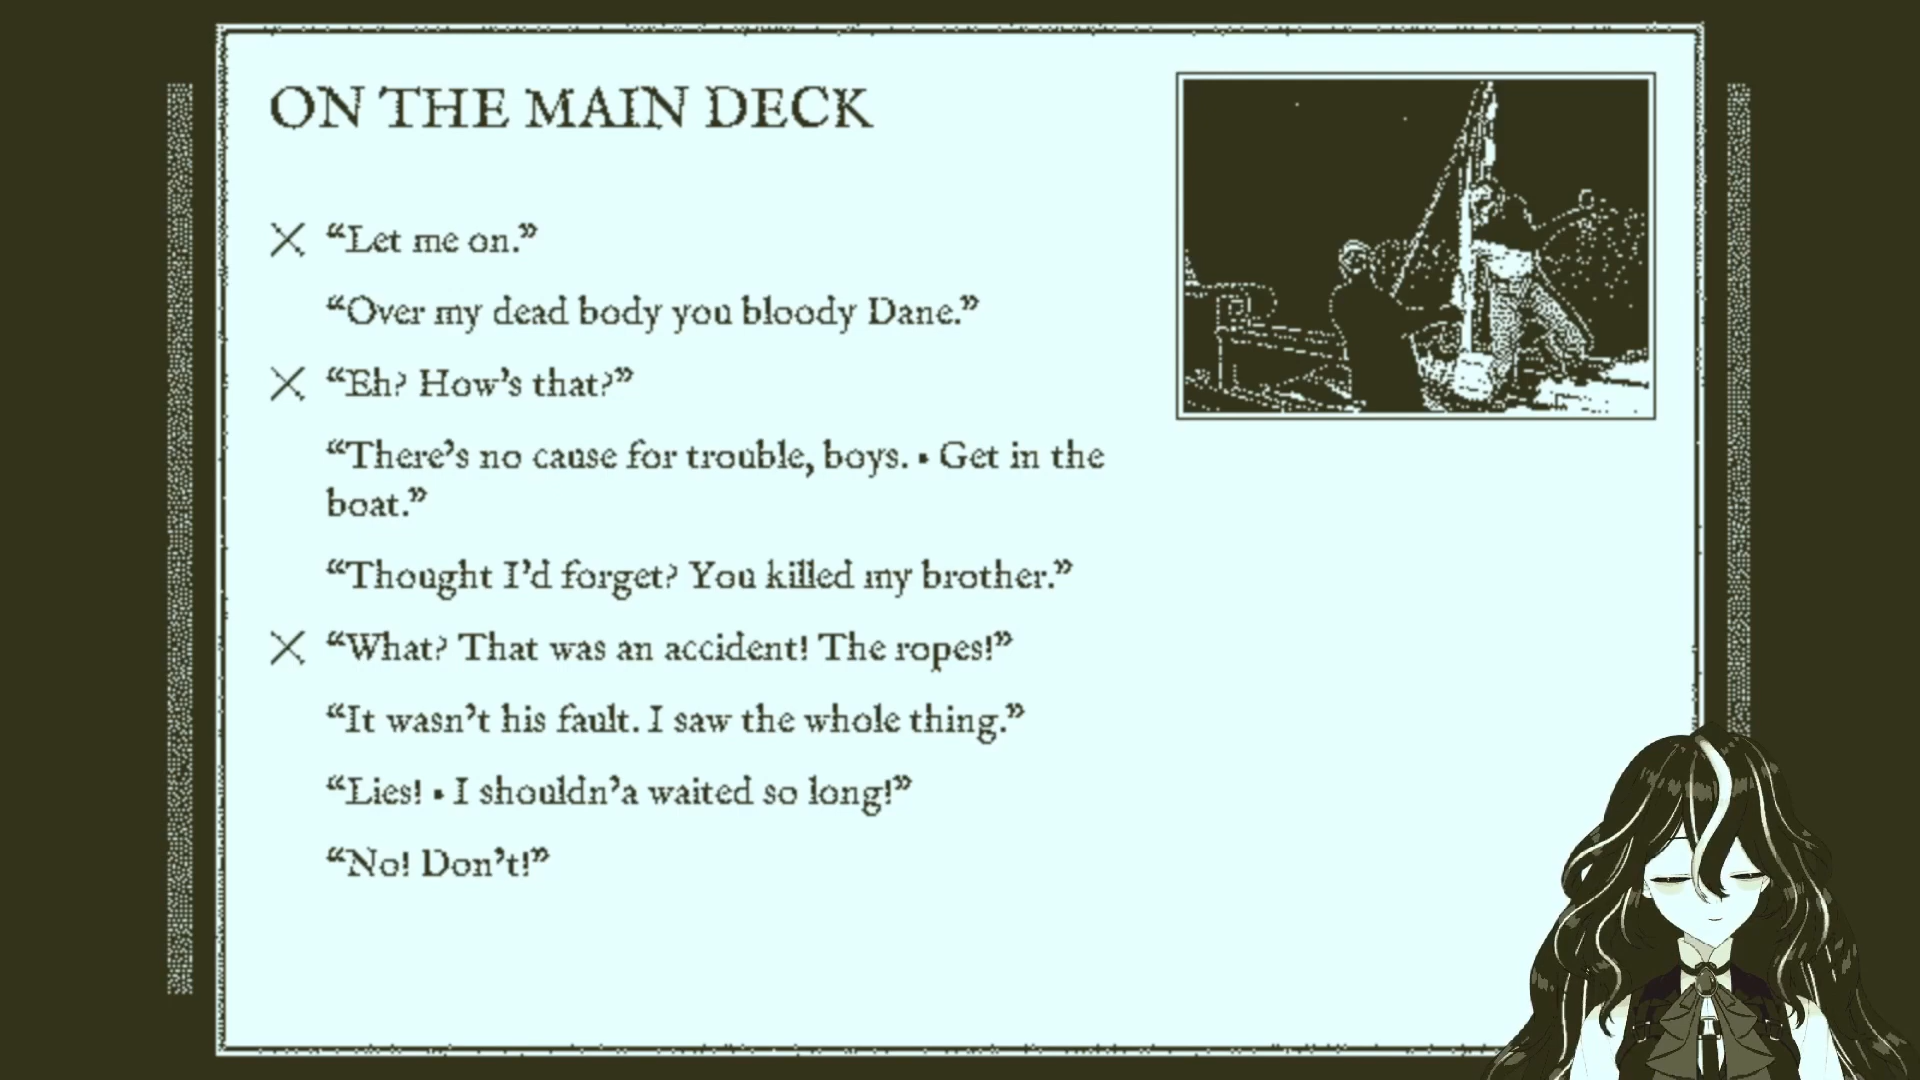 ON THE MAIN DECK
“Let me on.”
“Over my dead body you bloody Dane.”
“Eh? How’s that?”
“There’s no cause for trouble, boys. • Get in the
boat.”
“Thought I’d forget? You killed my brother.”
“What? That was an accident! The ropes!”
“It wasn’t his fault. I saw the whole thing.”
“Lies! • I shouldn’a waited so long!”
“No! Don’t!”